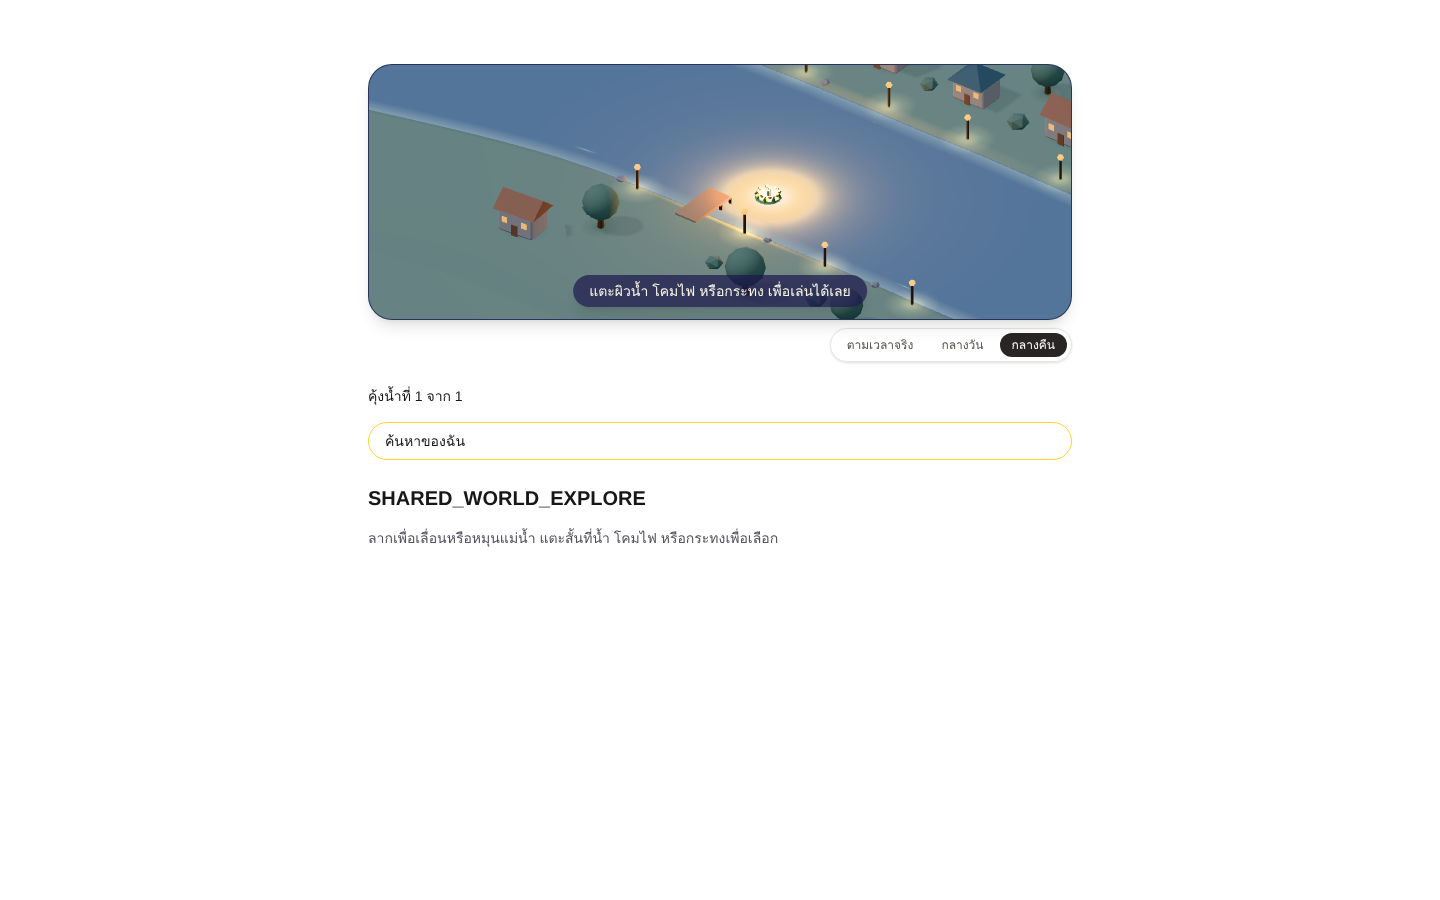 แตะผิวน้ำ โคมไฟ หรือกระทง เพื่อเล่นได้เลย
ตามเวลาจริง กลางวัน กลางคืน
คุ้งน้ำที่ 1 จาก 1
ค้นหาของฉัน
SHARED_WORLD_EXPLORE
ลากเพื่อเลื่อนหรือหมุนแม่น้ำ แตะสั้นที่น้ำ โคมไฟ หรือกระทงเพื่อเลือก